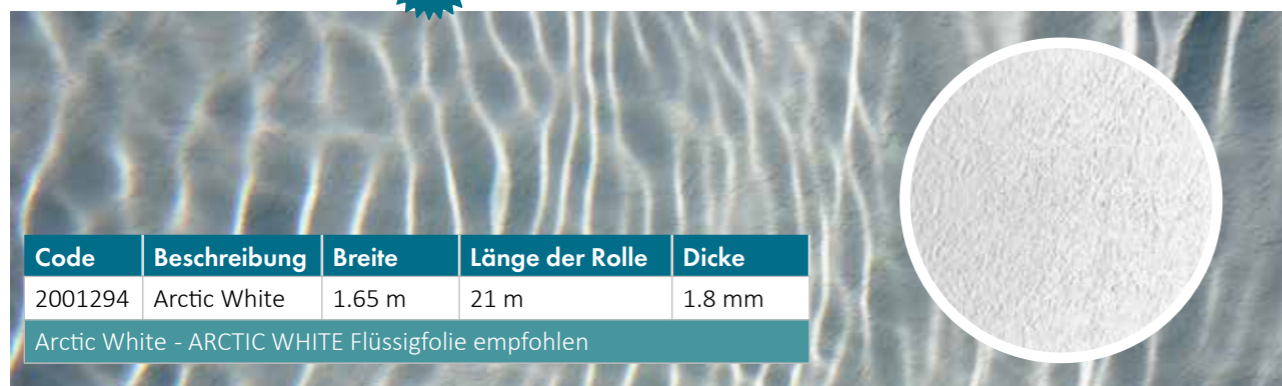 Code Beschreibung Breite Länge der Rolle Dicke
2001294 Arctic White 1.65 m 21 m 1.8 mm
Arctic White - ARCTIC WHITE Flüssigfolie empfohlen